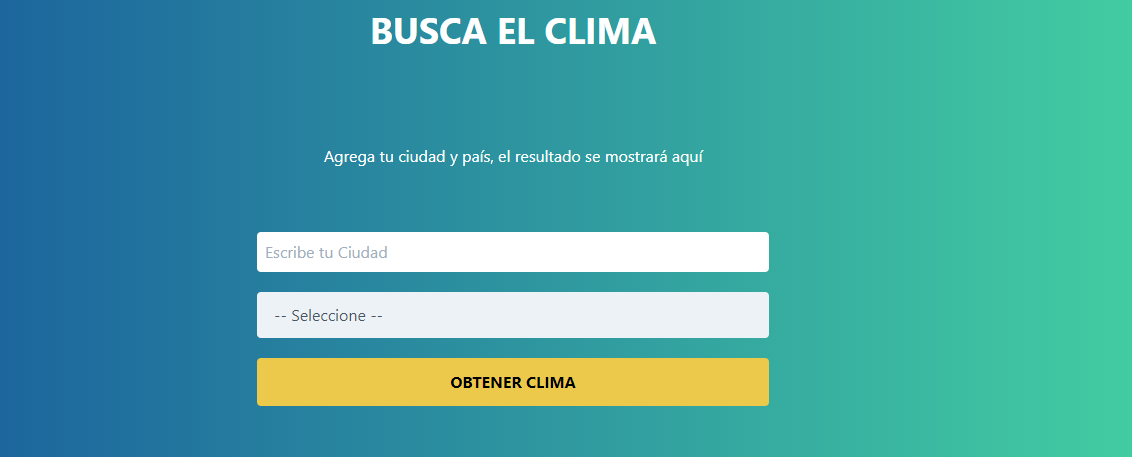 BUSCA EL CLIMA
Agrega tu ciudad y país, el resultado se mostrará aquí
Escribe tu Ciudad
-- Seleccione --
OBTENER CLIMA